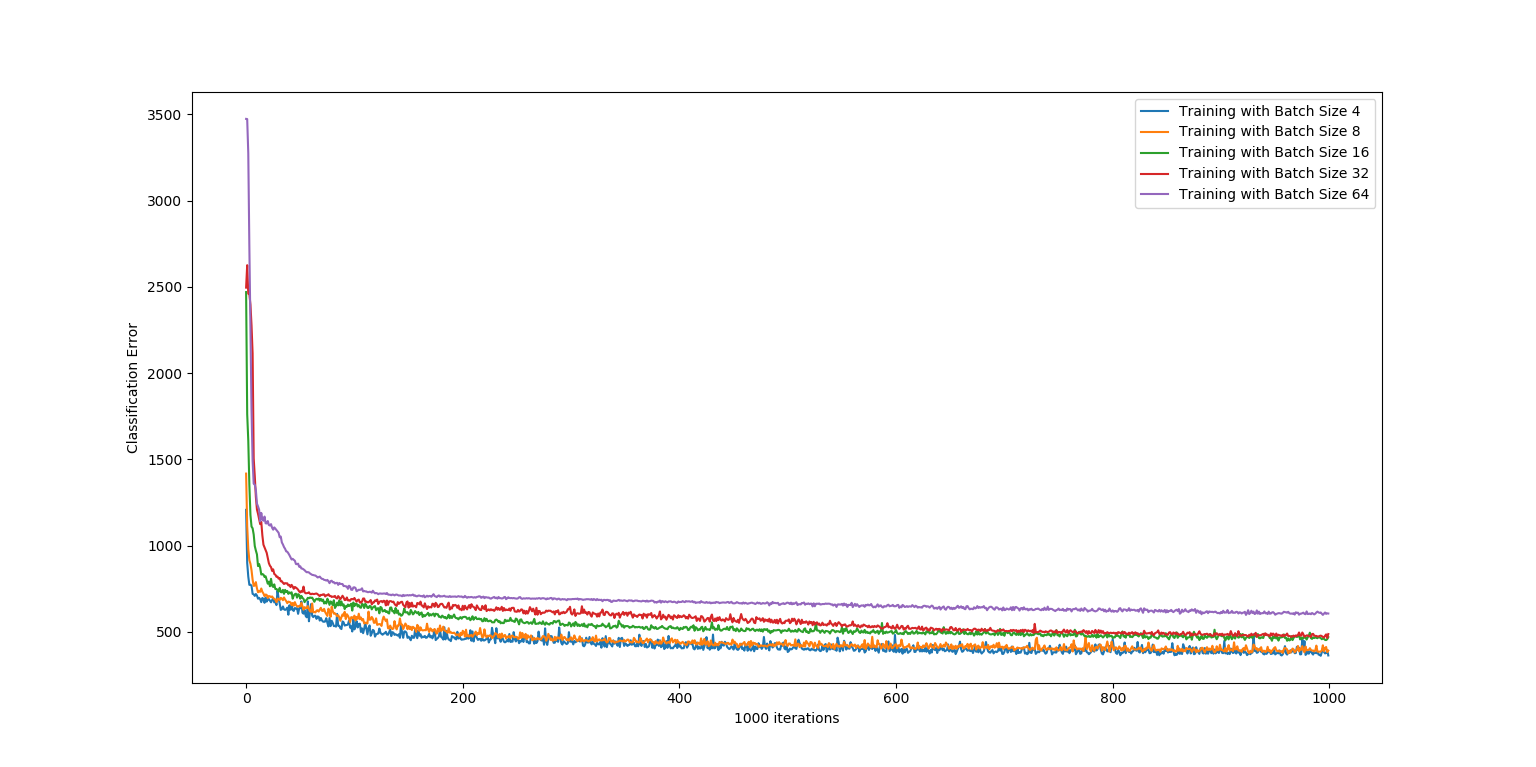 3500
3000
2500
2000
1500
1000
500
Classification Error
0
200
400
600
800
1000
1000 iterations
Training with Batch Size 4
Training with Batch Size 8
Training with Batch Size 16
Training with Batch Size 32
Training with Batch Size 64